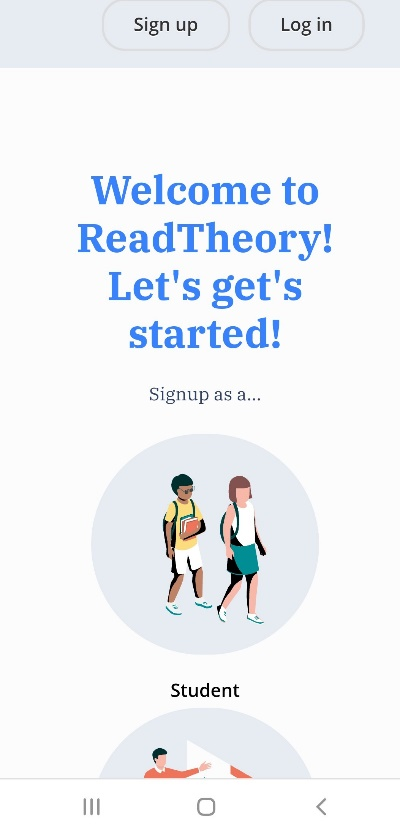 Sign up
Log in
Welcome to
ReadTheory!
Let's get's
started!
Signup as a...
Student